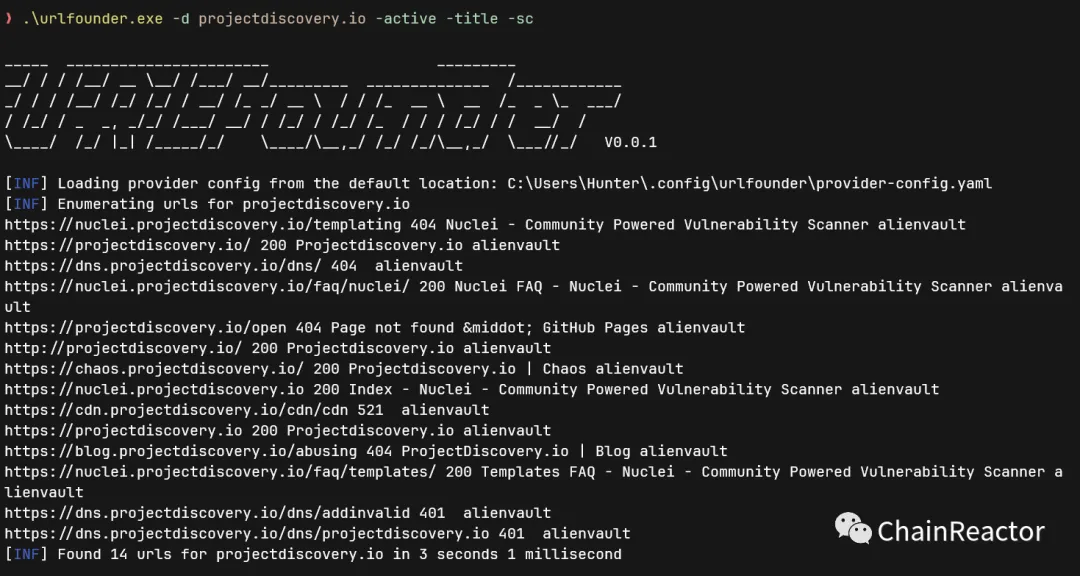 ❯ .\urlfounder.exe -d projectdiscovery.io -active -title -sc
URLFounder
V0.0.1
[INF] Loading provider config from the default location: C:\Users\Hunter\.config\urlfounder\provider-config.yaml
[INF] Enumerating urls for projectdiscovery.io
https://nuclei.projectdiscovery.io/templating 404 Nuclei - Community Powered Vulnerability Scanner alienvault
https://projectdiscovery.io/ 200 Projectdiscovery.io alienvault
https://dns.projectdiscovery.io/dns/ 404  alienvault
https://nuclei.projectdiscovery.io/faq/nuclei/ 200 Nuclei FAQ - Nuclei - Community Powered Vulnerability Scanner alienva
ult
https://projectdiscovery.io/open 404 Page not found &middot; GitHub Pages alienvault
http://projectdiscovery.io/ 200 Projectdiscovery.io alienvault
https://chaos.projectdiscovery.io/ 200 Projectdiscovery.io | Chaos alienvault
https://nuclei.projectdiscovery.io 200 Index - Nuclei - Community Powered Vulnerability Scanner alienvault
https://cdn.projectdiscovery.io/cdn/cdn 521  alienvault
https://projectdiscovery.io 200 Projectdiscovery.io alienvault
https://blog.projectdiscovery.io/abusing 404 ProjectDiscovery.io | Blog alienvault
https://nuclei.projectdiscovery.io/faq/templates/ 200 Templates FAQ - Nuclei - Community Powered Vulnerability Scanner a
lienvault
https://dns.projectdiscovery.io/dns/addinvalid 401  alienvault
https://dns.projectdiscovery.io/dns/projectdiscovery.io 401  alienvault
[INF] Found 14 urls for projectdiscovery.io in 3 seconds 1 millisecond
ChainReactor